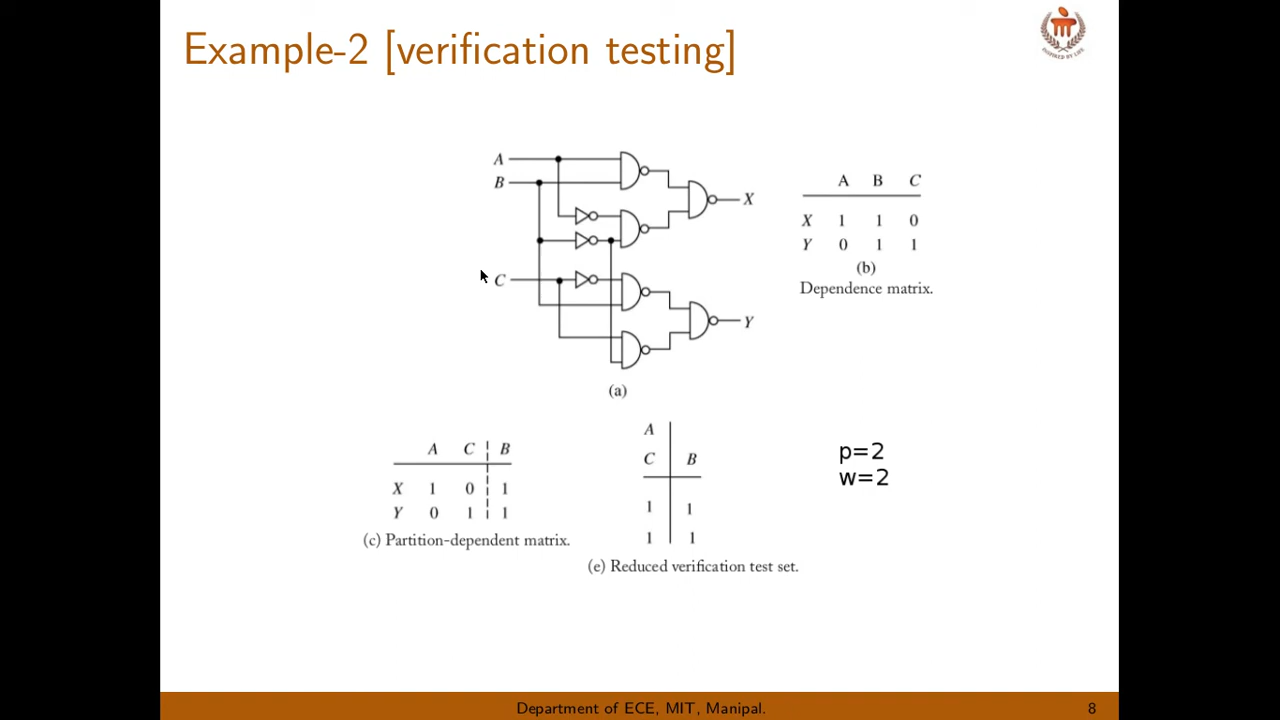 Example-2 [verification testing]
A
B
C
X
Y
(a)
A B C
X 1 1 0
Y 0 1 1
(b)
Dependence matrix.
A C B
X 1 0 1
Y 0 1 1
(c) Partition-dependent matrix.
A
C B
1 1
1 1
(e) Reduced verification test set.
p=2
w=2
Department of ECE, MIT, Manipal.
8